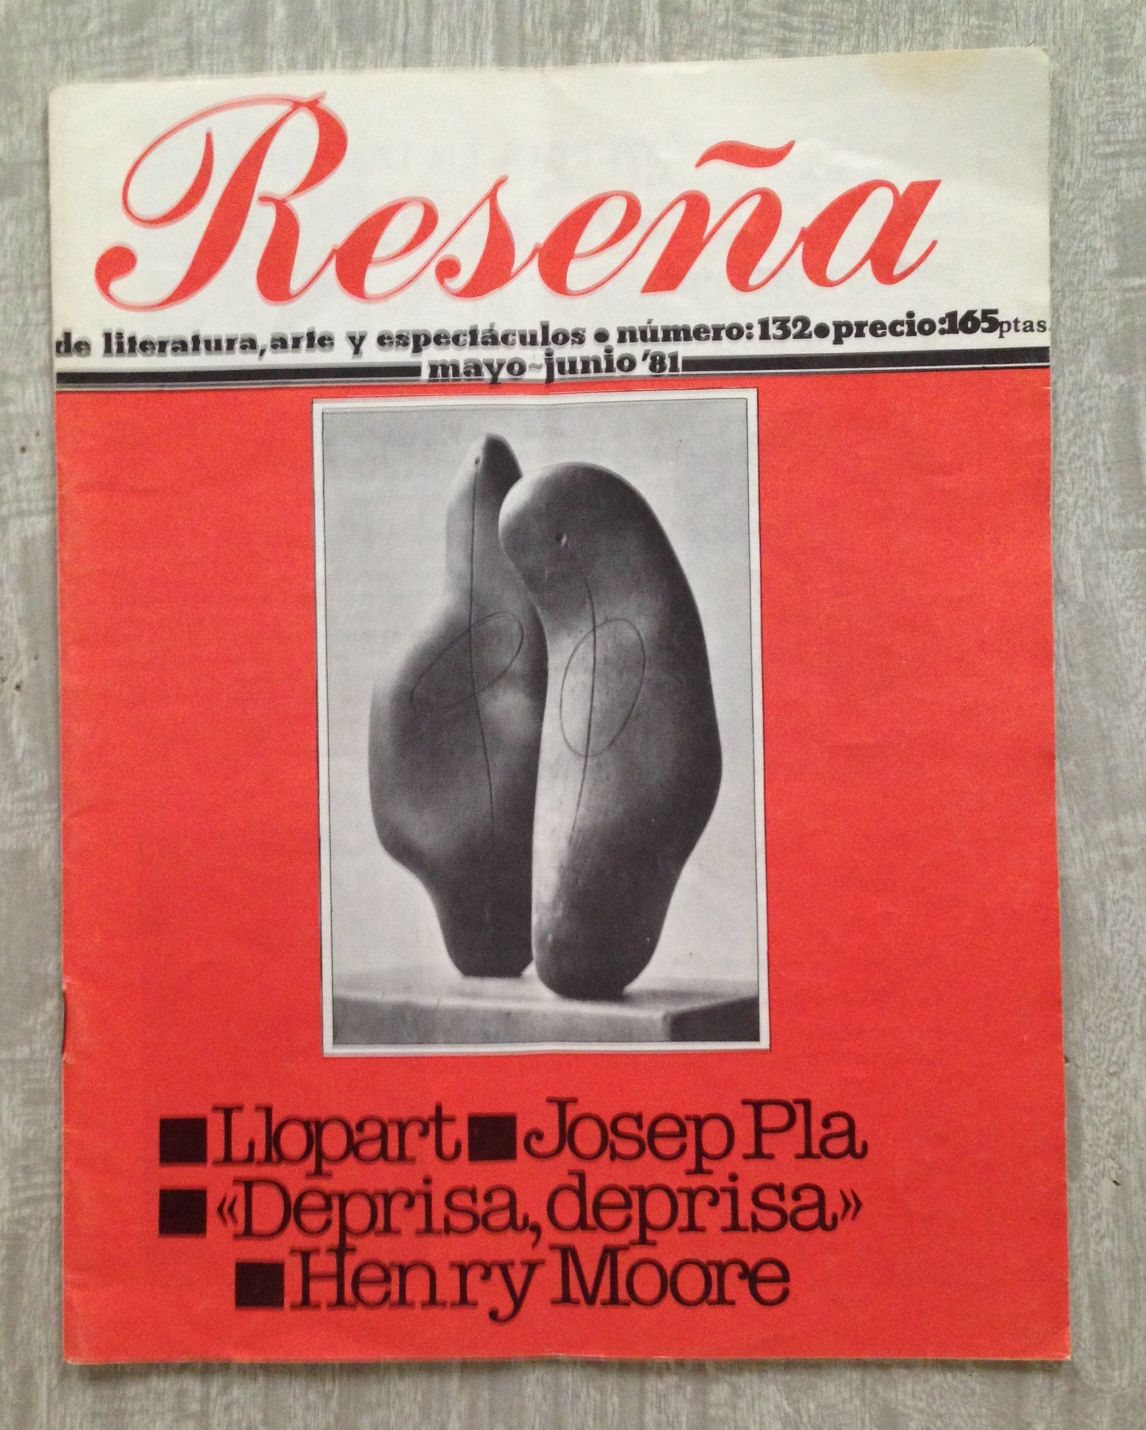 Reseña
de literatura, arte y espectáculos ● número: 132 ● precio: 165 ptas.
mayo-junio '81
■ Llopart ■ Josep Pla
■ «Deprisa, deprisa»
■ Henry Moore